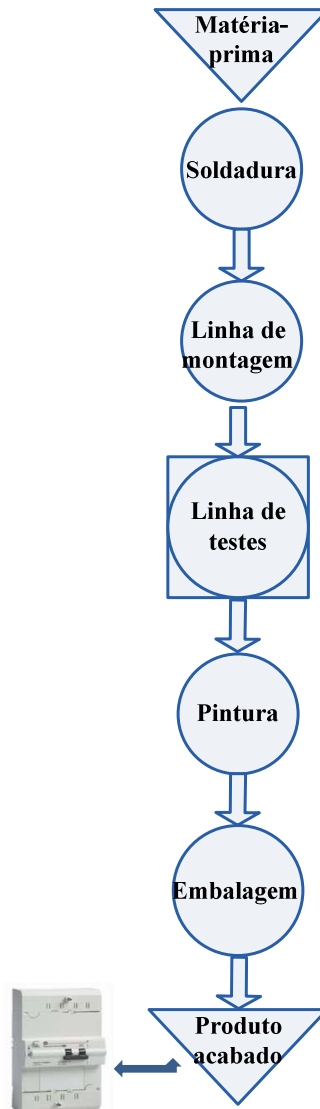 Matéria-
prima
Soldadura
Linha de
montagem
Linha de
testes
Pintura
Embalagem
Produto
acabado